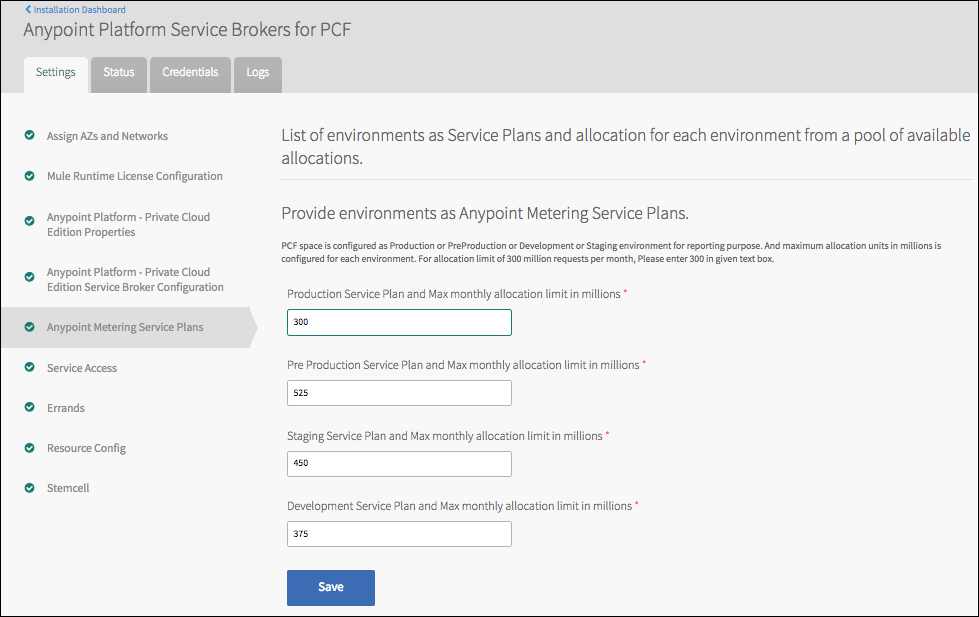 Installation Dashboard
Anypoint Platform Service Brokers for PCF
Settings
Status
Credentials
Logs
Assign AZs and Networks
Mule Runtime License Configuration
Anypoint Platform - Private Cloud
Edition Properties
Anypoint Platform - Private Cloud
Edition Service Broker Configuration
Anypoint Metering Service Plans
Service Access
Errands
Resource Config
Stemcell
List of environments as Service Plans and allocation for each environment from a pool of available
allocations.
Provide environments as Anypoint Metering Service Plans.
PCF space is configured as Production or PreProduction or Development or Staging environment for reporting purpose. And maximum allocation units in millions is
configured for each environment. For allocation limit of 300 million requests per month, Please enter 300 in given text box.
Production Service Plan and Max monthly allocation limit in millions *
300
Pre Production Service Plan and Max monthly allocation limit in millions *
525
Staging Service Plan and Max monthly allocation limit in millions *
450
Development Service Plan and Max monthly allocation limit in millions *
375
Save